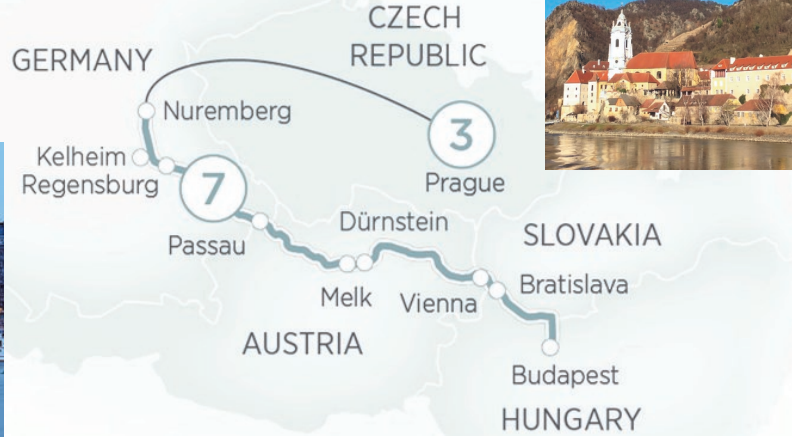 CZECH
REPUBLIC
GERMANY
Nuremberg
3
Prague
Kelheim
Regensburg
7
Passau
Dürnstein
SLOVAKIA
Melk
Vienna
Bratislava
AUSTRIA
Budapest
HUNGARY